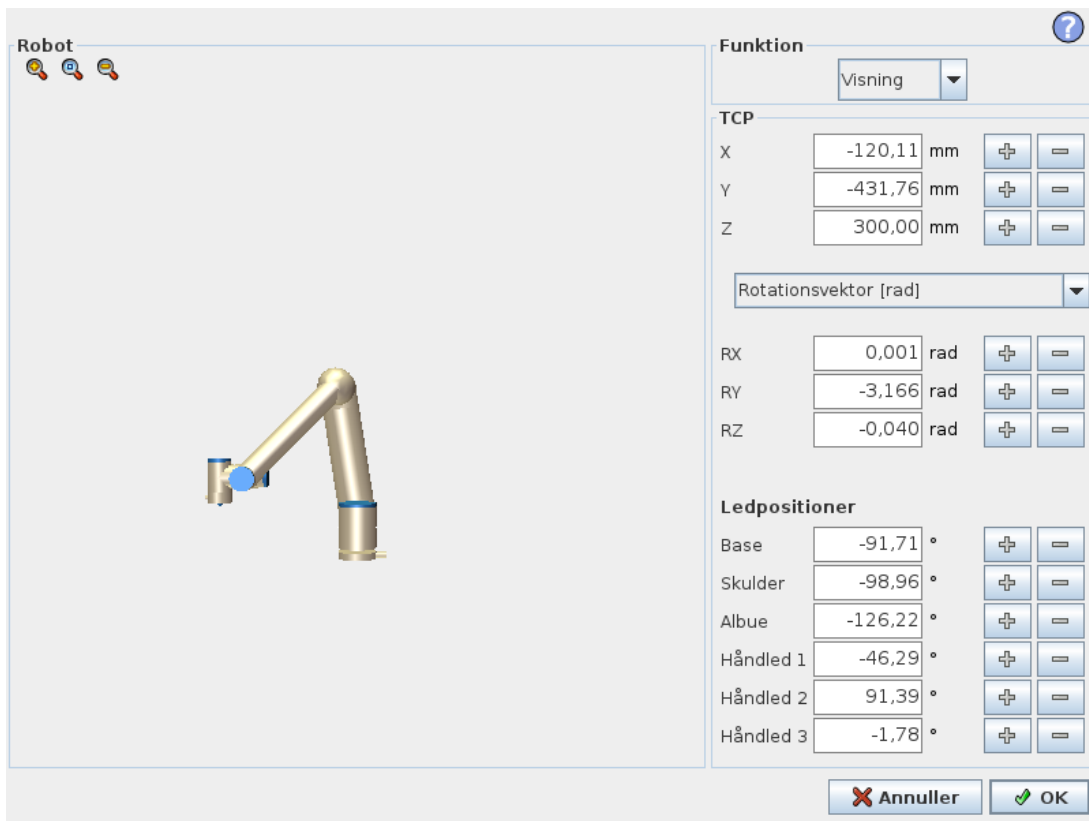 Robot
Funktion
?
Visning
TCP
X -120,11 mm
Y -431,76 mm
Z 300,00 mm
Rotationsvektor [rad]
RX 0,001 rad
RY -3,166 rad
RZ -0,040 rad
Ledpositioner
Base -91,71 °
Skulder -98,96 °
Albue -126,22 °
Håndled 1 -46,29 °
Håndled 2 91,39 °
Håndled 3 -1,78 °
Annuller OK